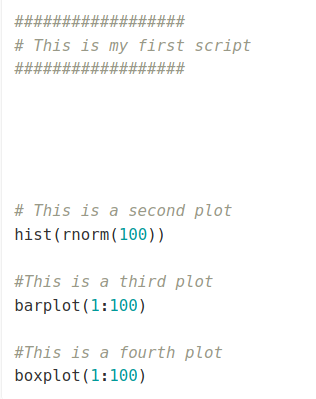 ##################
# This is my first script
##################
# This is a second plot
hist(rnorm(100))
#This is a third plot
barplot(1:100)
#This is a fourth plot
boxplot(1:100)